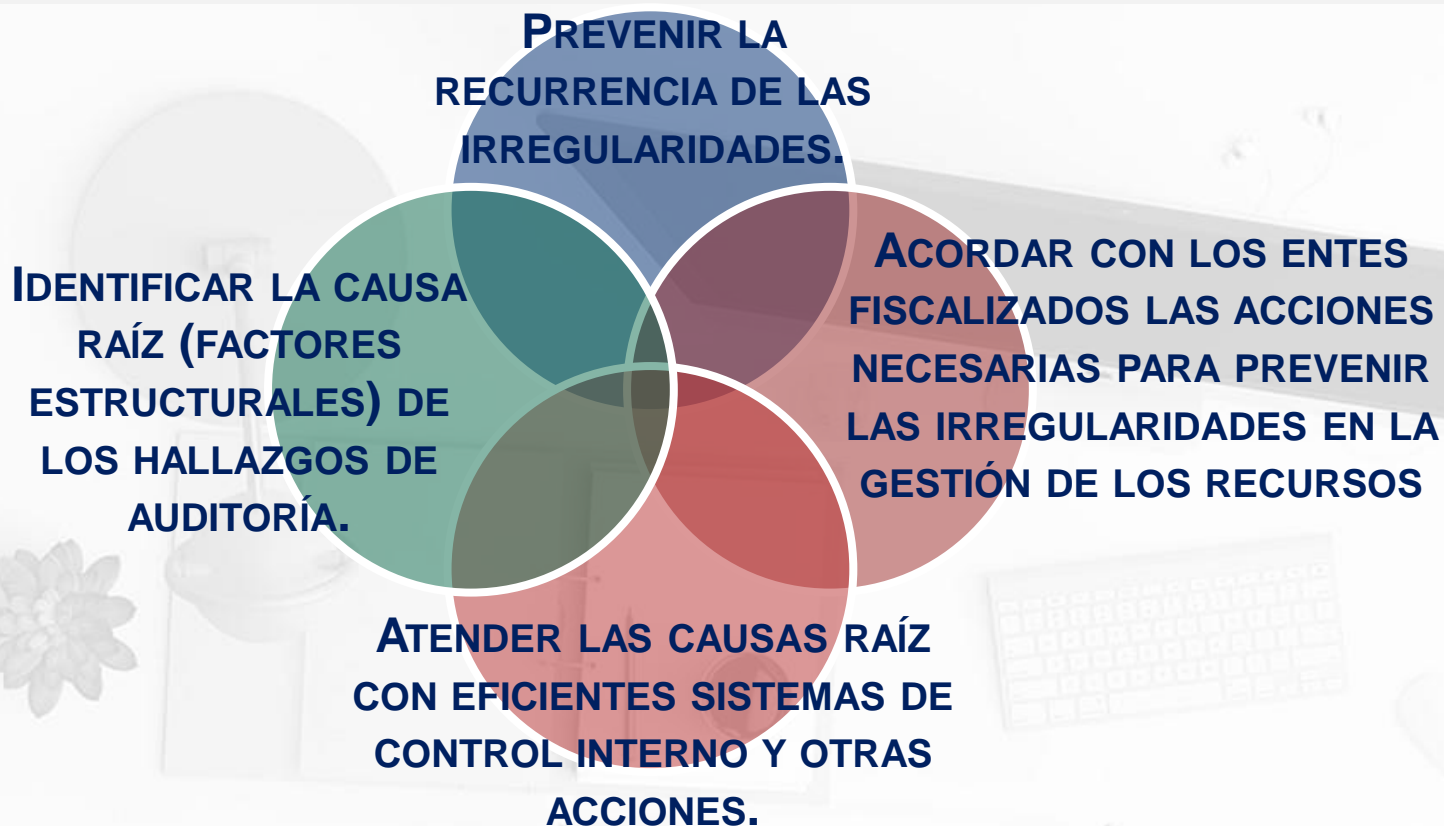 PREVENIR LA
RECURRENCIA DE LAS
IRREGULARIDADES.
ACORDAR CON LOS ENTES
FISCALIZADOS LAS ACCIONES
NECESARIAS PARA PREVENIR
LAS IRREGULARIDADES EN LA
GESTIÓN DE LOS RECURSOS
ATENDER LAS CAUSAS RAÍZ
CON EFICIENTES SISTEMAS DE
CONTROL INTERNO Y OTRAS
ACCIONES.
IDENTIFICAR LA CAUSA
RAÍZ (FACTORES
ESTRUCTURALES) DE
LOS HALLAZGOS DE
AUDITORÍA.